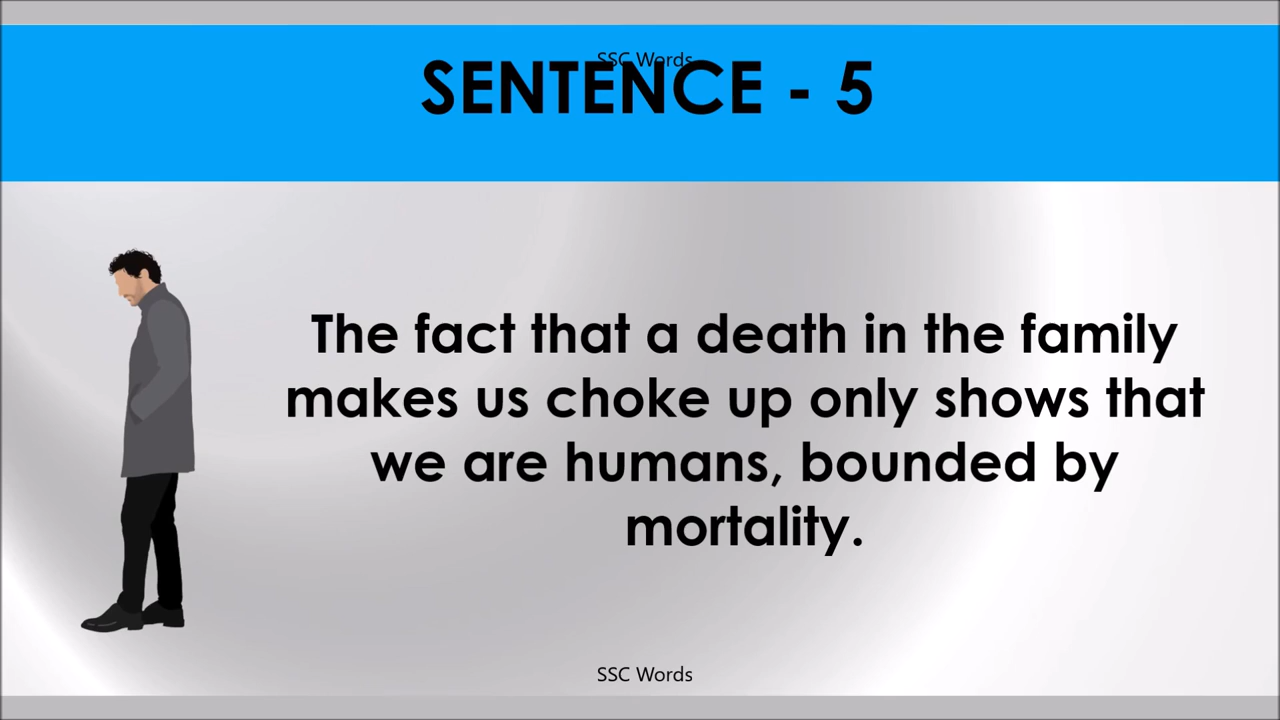 SSC Words
SENTENCE - 5
The fact that a death in the family
makes us choke up only shows that
we are humans, bounded by
mortality.
SSC Words